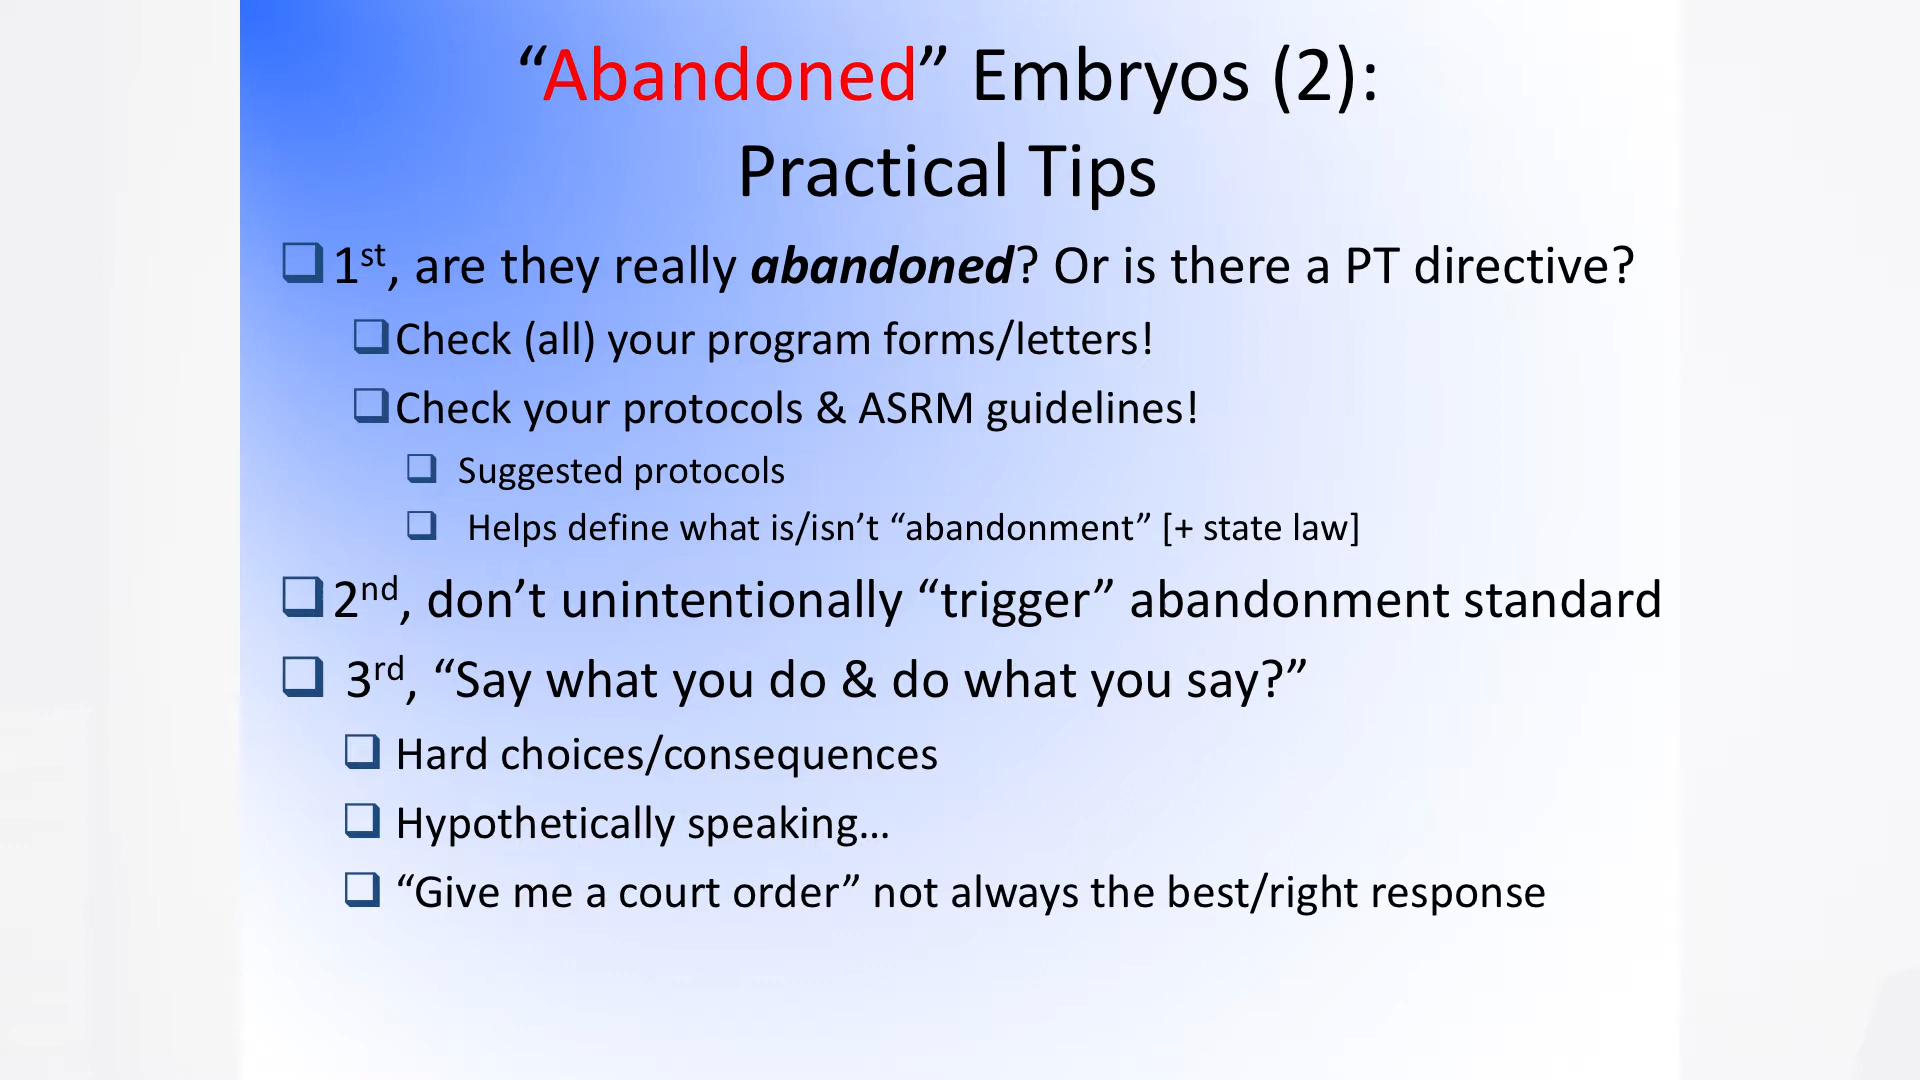 “Abandoned” Embryos (2):
Practical Tips
1st, are they really abandoned? Or is there a PT directive?
Check (all) your program forms/letters!
Check your protocols & ASRM guidelines!
Suggested protocols
Helps define what is/isn’t “abandonment” [+ state law]
2nd, don’t unintentionally “trigger” abandonment standard
3rd, “Say what you do & do what you say?”
Hard choices/consequences
Hypothetically speaking…
“Give me a court order” not always the best/right response